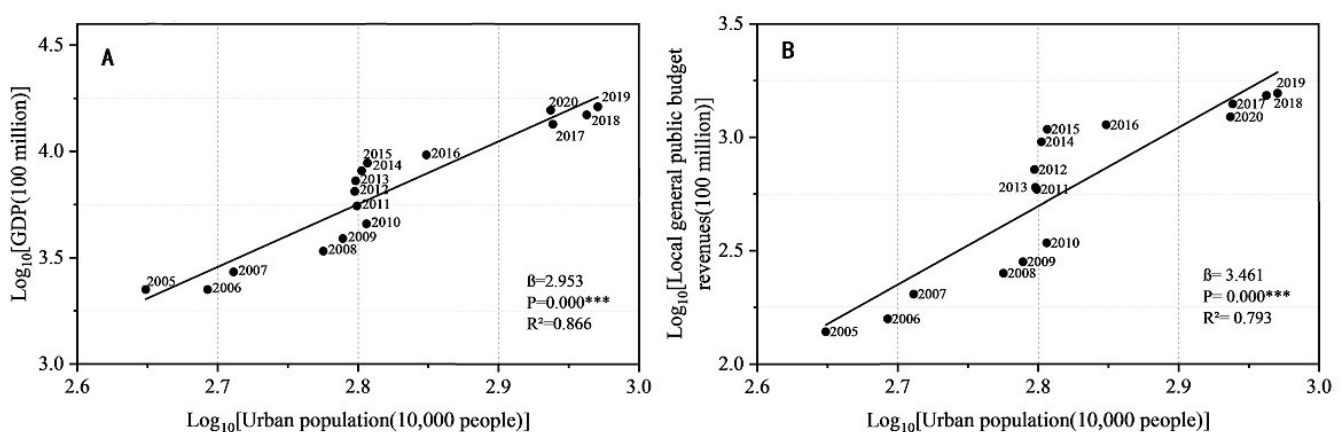 A
Log10[GDP(100 million)]
4.5
4.0
3.5
3.0
2005
2006
2007
2008
2009
2010
2011
2012
2013
2014
2015
2016
2017
2018
2019
2020
ß=2.953
P=0.000***
R²=0.866
2.6 2.7 2.8 2.9 3.0
Log10[Urban population(10,000 people)]
B
Log10[Local general public budget
revenues(100 million)]
3.5
3.0
2.5
2.0
2005
2006
2007
2008
2009
2010
2011
2013
2012
2014
2015
2016
2017
2018
2019
2020
ß= 3.461
P= 0.000***
R²= 0.793
2.6 2.7 2.8 2.9 3.0
Log10[Urban population(10,000 people)]